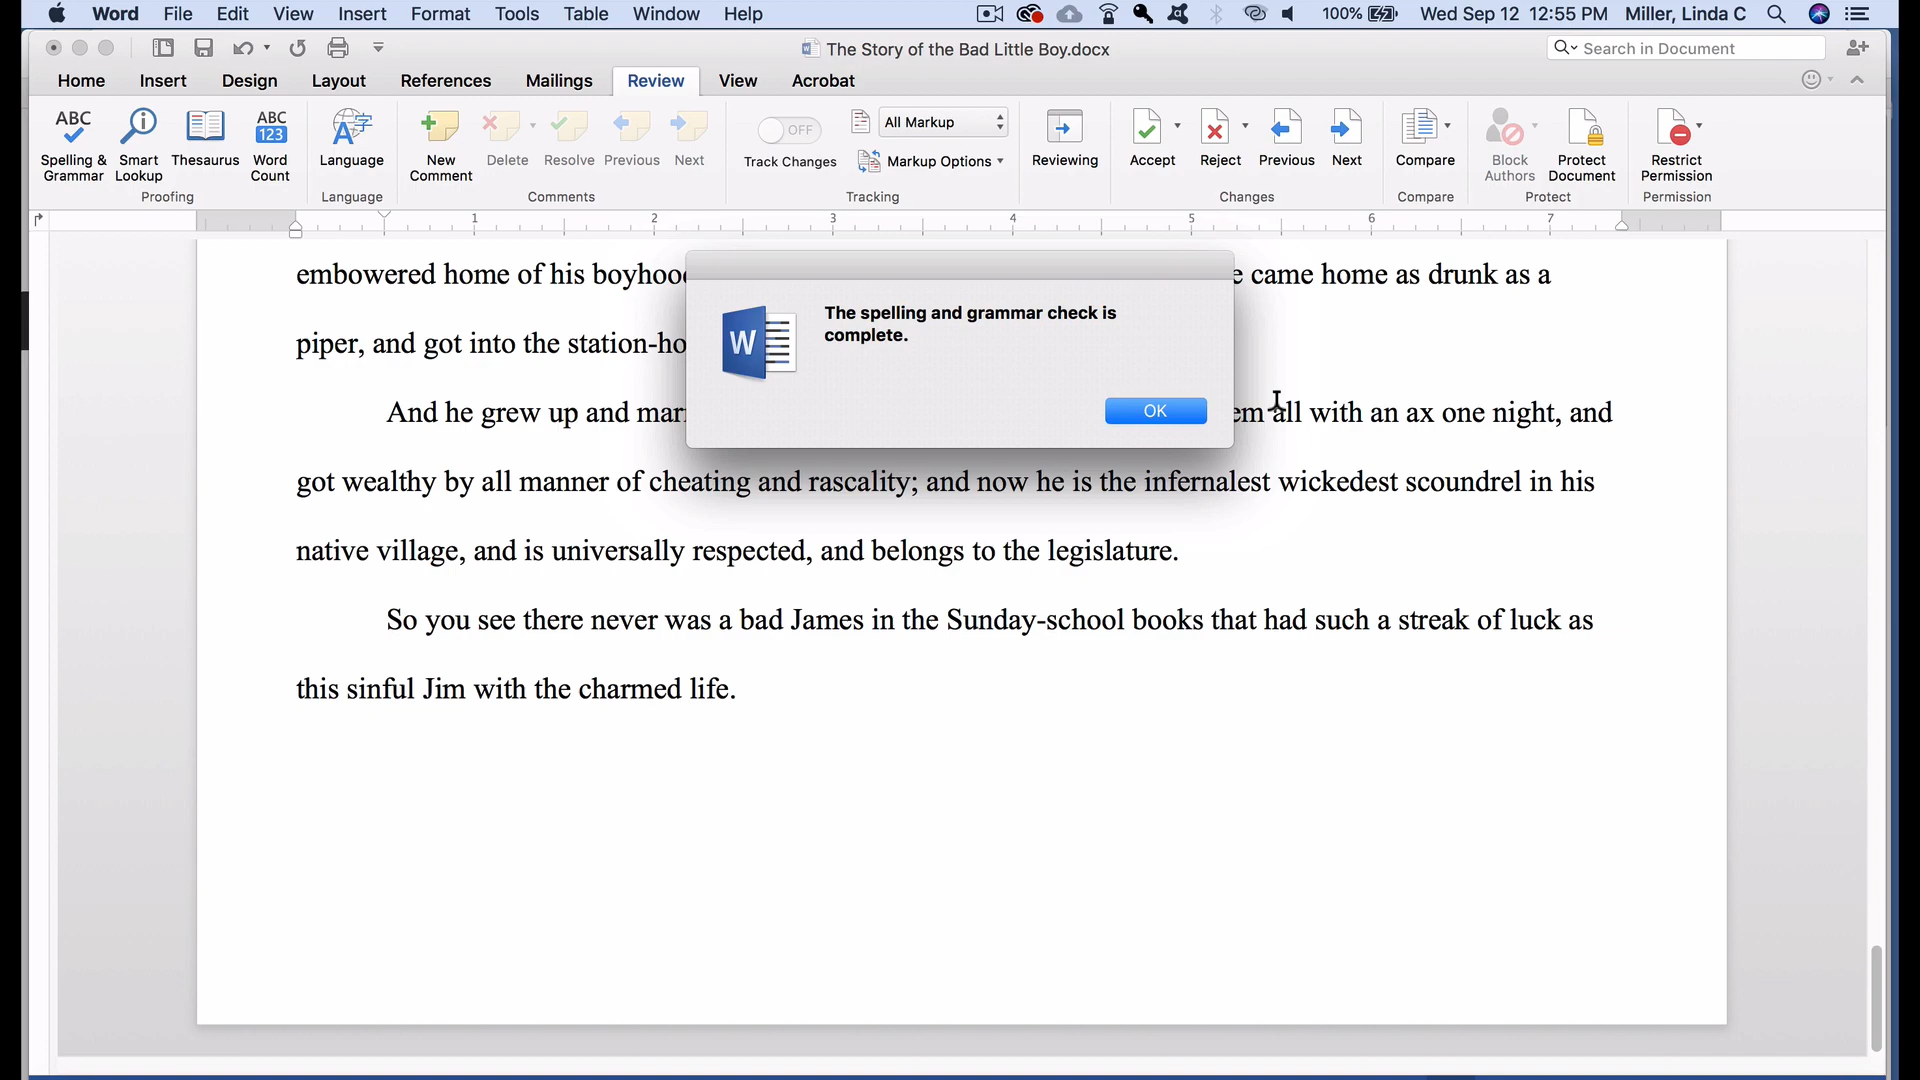 Word File Edit View Insert Format Tools Table Window Help 100% Wed Sep 12 12:55 PM Miller, Linda C
The Story of the Bad Little Boy.docx Search in Document
Home Insert Design Layout References Mailings Review View Acrobat
ABC Spelling & Grammar
Smart Lookup
Thesaurus
ABC 123 Word Count
Proofing
Language
Language
New Comment
Delete
Resolve
Previous
Next
Comments
OFF
Track Changes
All Markup
Markup Options
Tracking
Reviewing
Accept
Reject
Previous
Next
Changes
Compare
Compare
Block Authors
Protect Document
Protect
Restrict Permission
Permission
1 2 3 4 5 6 7
embowered home of his boyhoo e came home as drunk as a
piper, and got into the station-ho
And he grew up and mar em all with an ax one night, and
got wealthy by all manner of cheating and rascality; and now he is the infernalest wickedest scoundrel in his
native village, and is universally respected, and belongs to the legislature.
So you see there never was a bad James in the Sunday-school books that had such a streak of luck as
this sinful Jim with the charmed life.
W
The spelling and grammar check is
complete.
OK